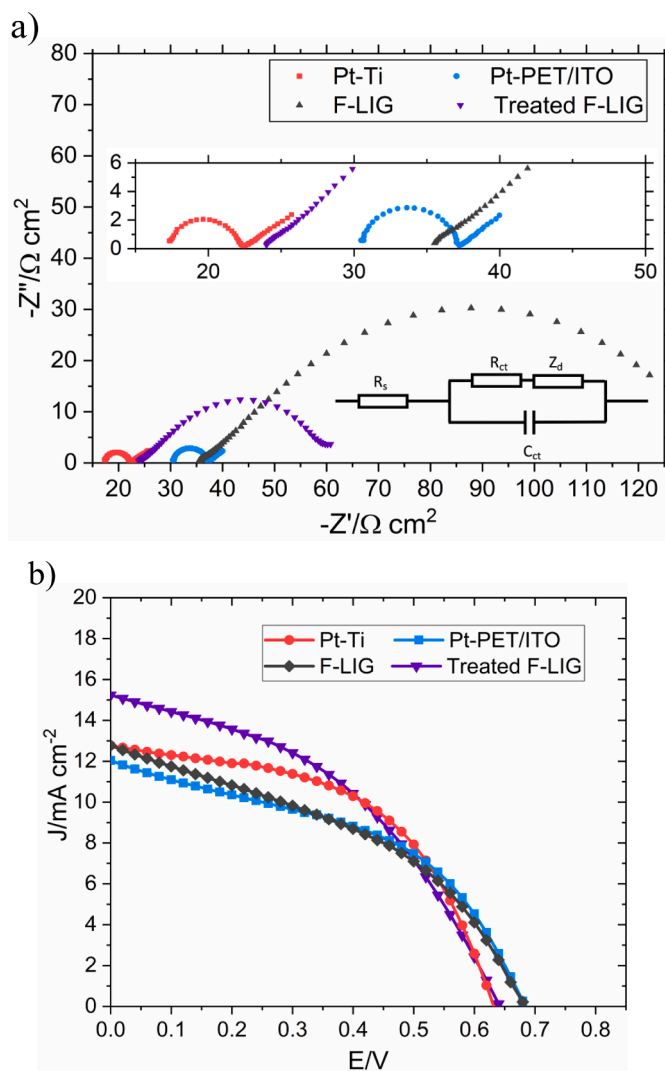 a)
80
70
60
50
40
30
20
10
0
-Z"/Ω cm²
Pt-Ti
Pt-PET/ITO
F-LIG
Treated F-LIG
6
4
2
0
20
30
40
50
Rs
Rct
Zd
Cct
20 30 40 50 60 70 80 90 100 110 120
-Z'/Ω cm²
b)
20
18
16
14
12
10
8
6
4
2
0
J/mA cm⁻²
Pt-Ti
Pt-PET/ITO
F-LIG
Treated F-LIG
0.0 0.1 0.2 0.3 0.4 0.5 0.6 0.7 0.8
E/V